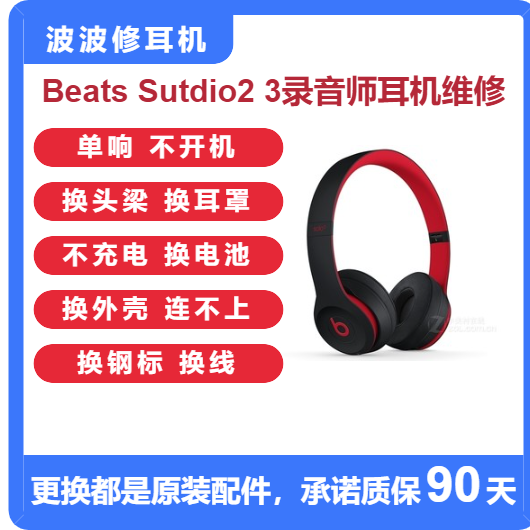 波波修耳机
Beats Sutdio2 3录音师耳机维修
单响 不开机
换头梁 换耳罩
不充电 换电池
换外壳 连不上
换钢标 换线
更换都是原装配件，承诺质保90天